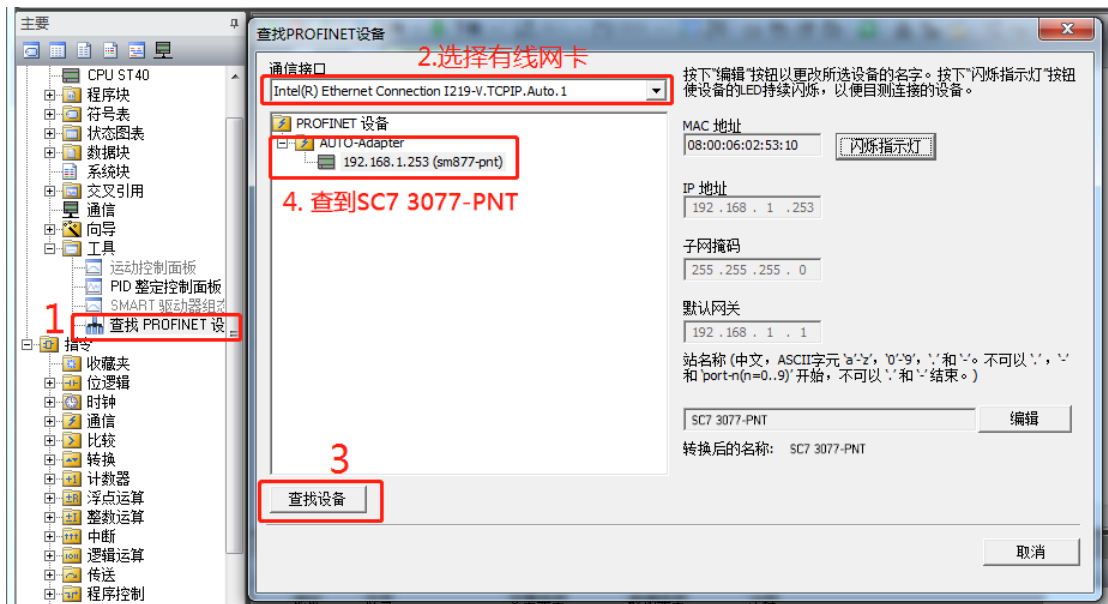 主要
CPU ST40
程序块
符号表
状态图表
数据块
系统块
交叉引用
通信
向导
工具
运动控制面板
PID 整定控制面板
SMART 驱动器组态
1
查找 PROFINET 设
指令
收藏夹
位逻辑
时钟
通信
比较
转换
计数器
浮点运算
整数运算
中断
逻辑运算
传送
程序控制
查找PROFINET设备
2.选择有线网卡
通信接口
Intel(R) Ethernet Connection I219-V.TCPIP.Auto.1
PROFINET 设备
AUTO-Adapter
192.168.1.253 (sm877-pnt)
4. 查到SC7 3077-PNT
3
查找设备
按下"编辑"按钮以更改所选设备的名字。按下"闪烁指示灯"按钮
使设备的LED持续闪烁，以便目测连接的设备。
MAC 地址
08:00:06:02:53:10
闪烁指示灯
IP 地址
192 .168 . 1 .253
子网掩码
255 .255 .255 . 0
默认网关
192 .168 . 1 . 1
站名称 (中文，ASCII字元 'a'-'z'，'0'-'9'，'.' 和 '-'。不可以 '.'，'-'
和 'port-n(n=0..9)' 开始，不可以 '.' 和 '-' 结束。)
SC7 3077-PNT
编辑
转换后的名称: SC7 3077-PNT
取消